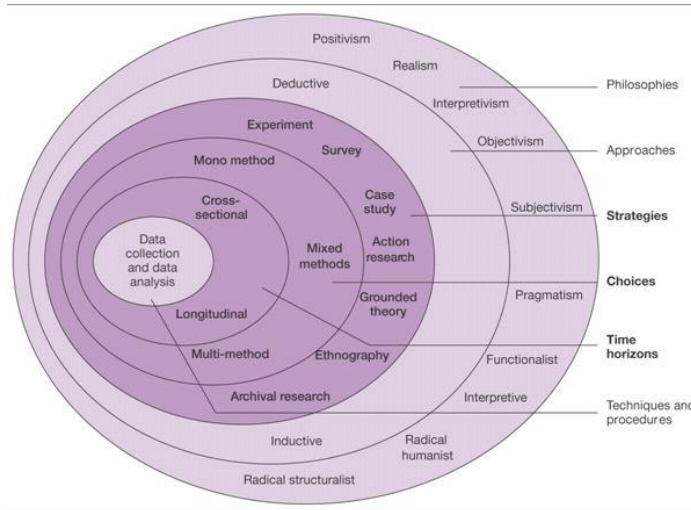 Positivism
Realism
Deductive
Philosophies
Interpretivism
Experiment
Objectivism
Survey
Approaches
Mono method
Case
study
Cross-
sectional
Subjectivism
Strategies
Data
collection
and data
analysis
Mixed
methods
Action
research
Choices
Pragmatism
Grounded
theory
Longitudinal
Time
horizons
Multi-method
Ethnography
Functionalist
Archival research
Interpretive
Techniques and
procedures
Inductive
Radical
humanist
Radical structuralist